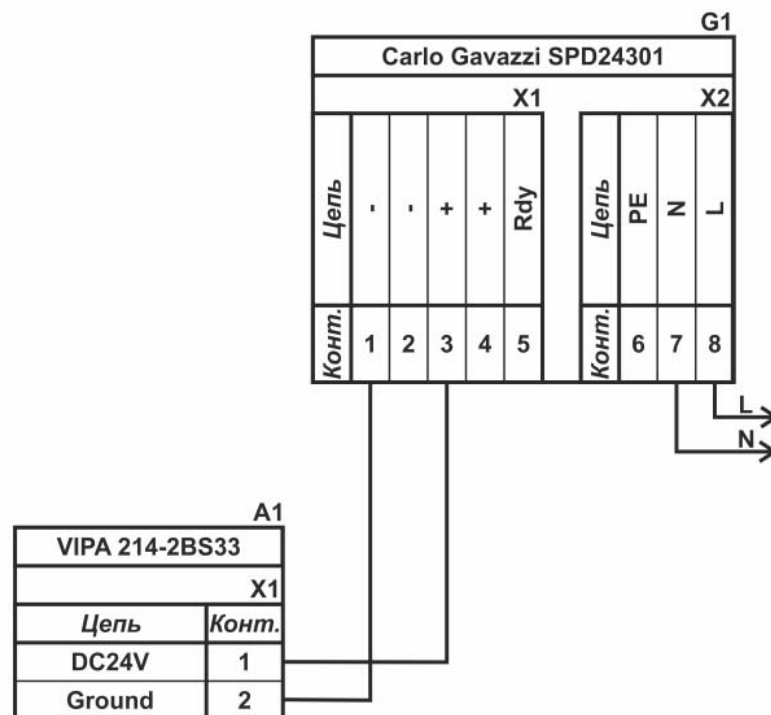 G1
Carlo Gavazzi SPD24301
X1 X2
Цепь - - + + Rdy Цепь PE N L
Конт. 1 2 3 4 5 Конт. 6 7 8
L
N
A1
VIPA 214-2BS33
X1
Цепь Конт.
DC24V 1
Ground 2